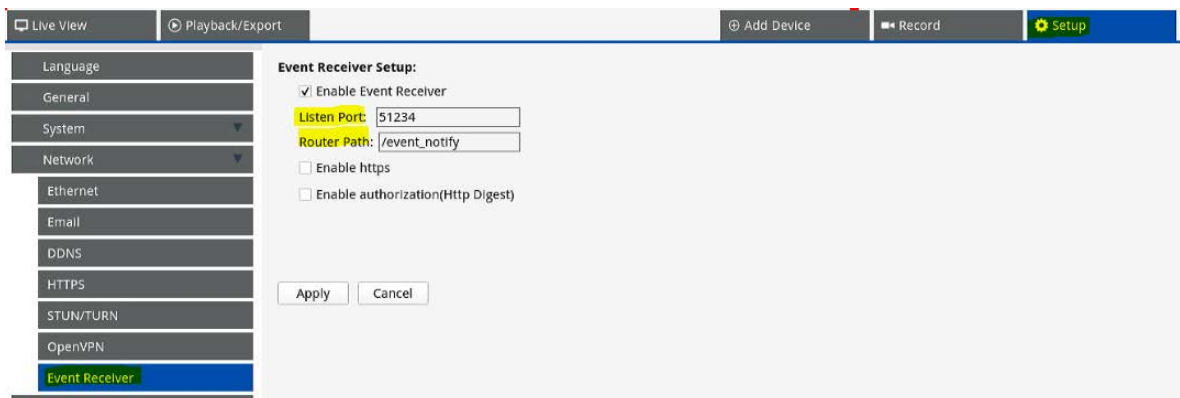 Live View Playback/Export Add Device Record Setup
Language
General
System
Network
Ethernet
Email
DDNS
HTTPS
STUN/TURN
OpenVPN
Event Receiver
Event Receiver Setup:
Enable Event Receiver
Listen Port: 51234
Router Path: /event_notify
Enable https
Enable authorization(Http Digest)
Apply Cancel